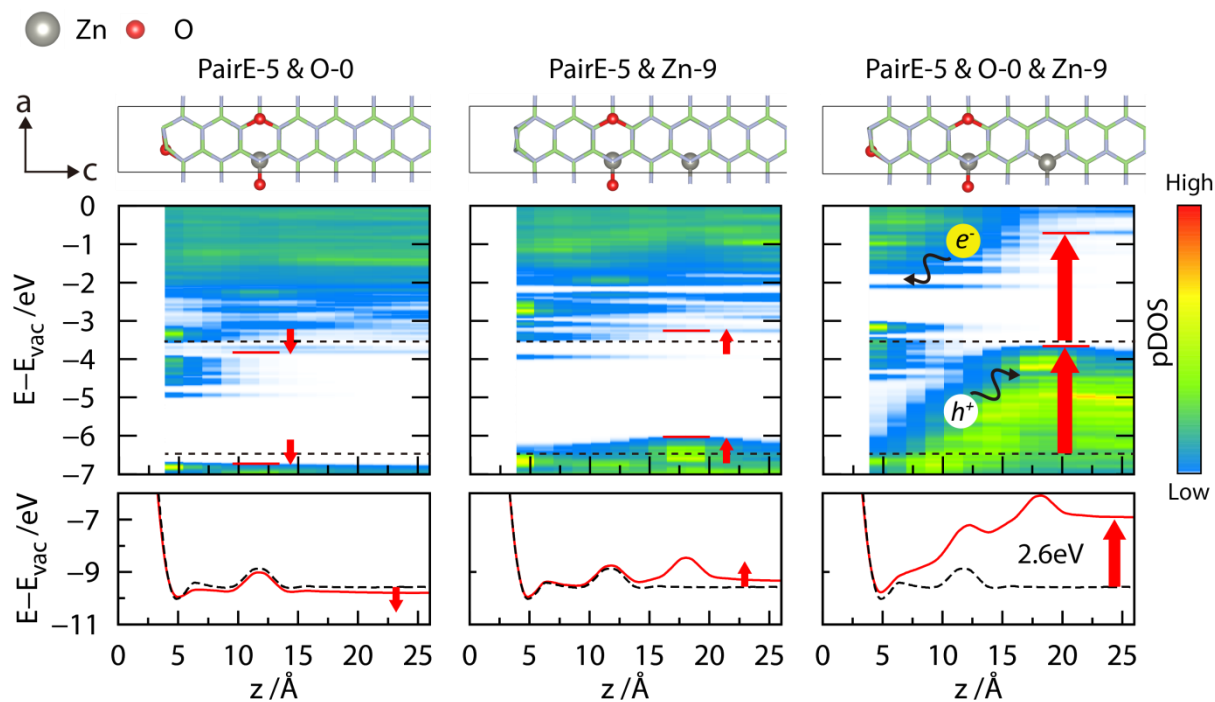 Zn O
PairE-5 & O-0
PairE-5 & Zn-9
PairE-5 & O-0 & Zn-9
a
c
E−Evac /eV
0
−1
−2
−3
−4
−5
−6
−7
e-
h+
High
pDOS
Low
E−Evac /eV
−7
−9
−11
2.6eV
0 5 10 15 20 25
0 5 10 15 20 25
0 5 10 15 20 25
z /Å
z /Å
z /Å